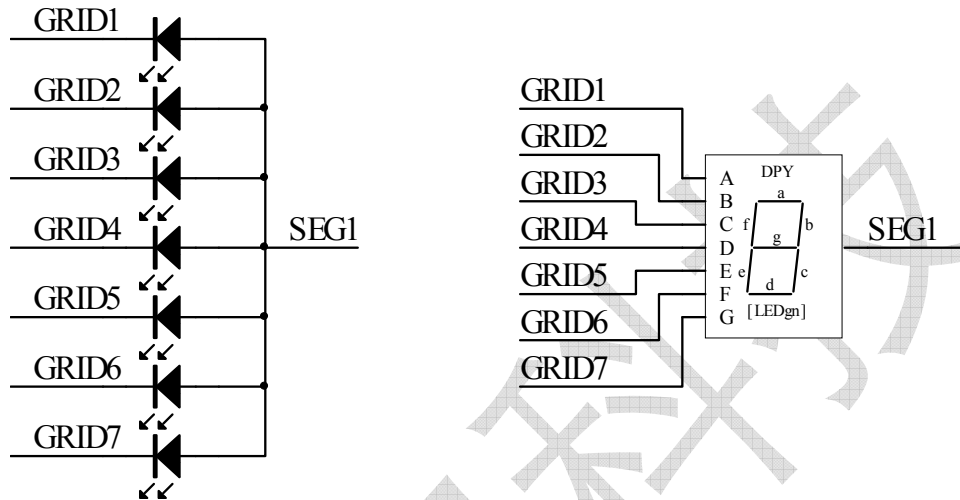 GRID1
GRID2
GRID3
GRID4
GRID5
GRID6
GRID7
SEG1
GRID1
GRID2
GRID3
GRID4
GRID5
GRID6
GRID7
A
B
C
D
E
F
G
DPY
a
f
b
g
e
c
d
[LEDgn]
SEG1